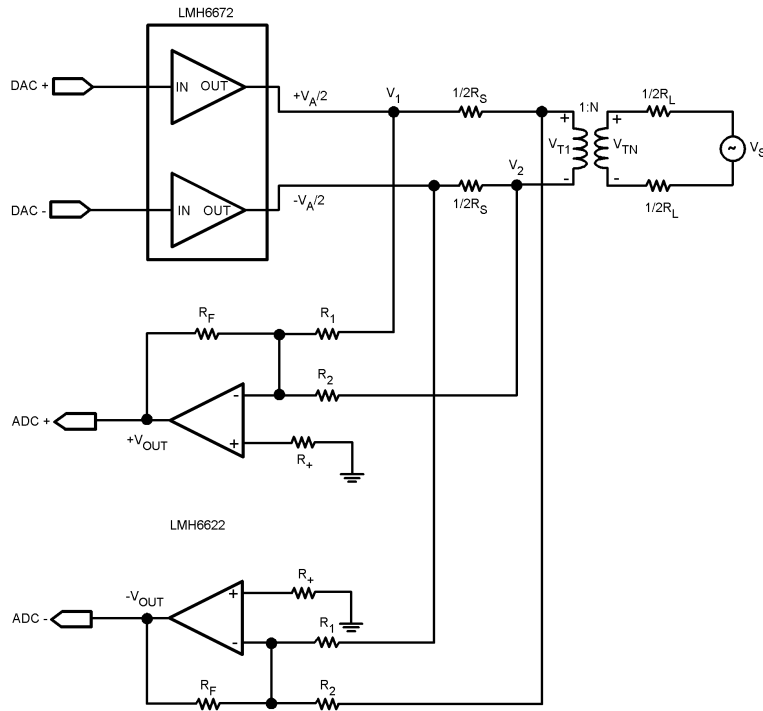 LMH6672
DAC +
IN
OUT
+V_A/2
V_1
1/2R_S
1:N
1/2R_L
+
+
V_T1
V_TN
~
V_S
V_2
-
-
DAC -
IN
OUT
-V_A/2
1/2R_S
1/2R_L
R_F
R_1
R_2
-
ADC +
+V_OUT
+
R_+
LMH6622
R_+
-V_OUT
+
ADC -
-
R_1
R_F
R_2